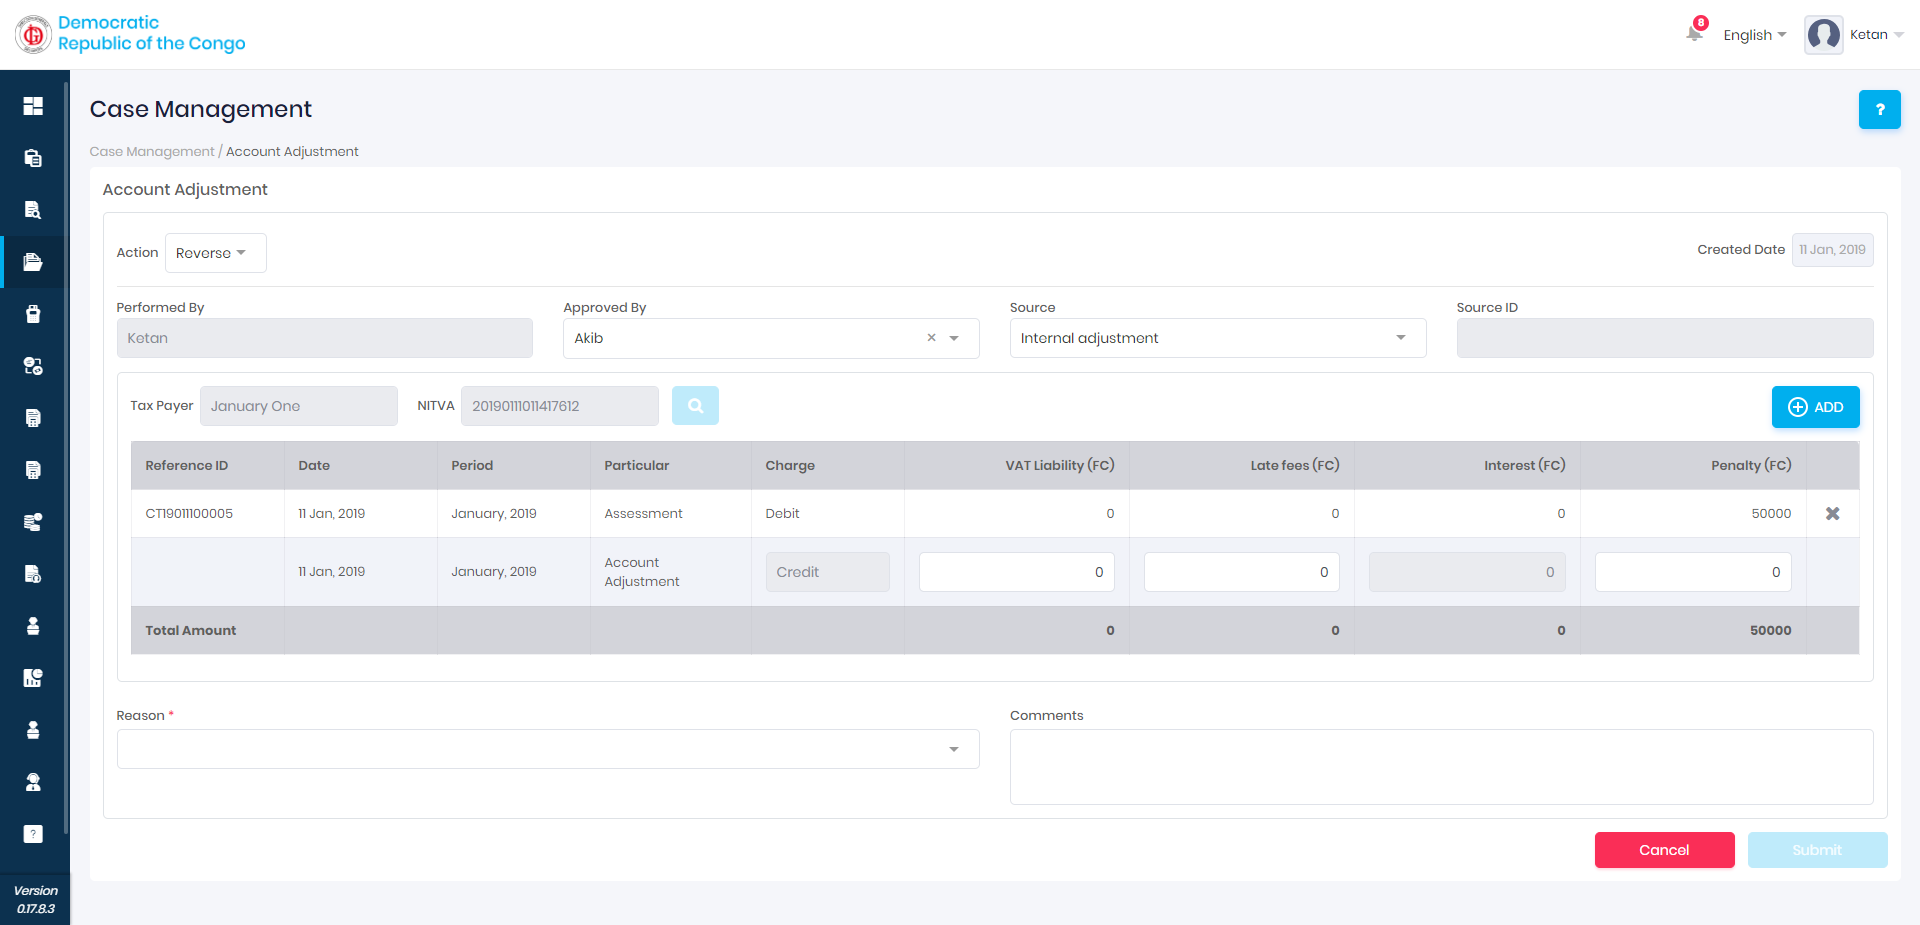 Democratic
Republic of the Congo
8
English
Ketan
Case Management
?
Case Management / Account Adjustment
Account Adjustment
Action
Reverse
Created Date
11 Jan, 2019
Performed By
Approved By
Source
Source ID
Ketan
Akib
×
Internal adjustment
Tax Payer
January One
NITVA
20190111011417612
ADD
Reference ID
Date
Period
Particular
Charge
VAT Liability (FC)
Late fees (FC)
Interest (FC)
Penalty (FC)
CT19011100005
11 Jan, 2019
January, 2019
Assessment
Debit
0
0
0
50000
11 Jan, 2019
January, 2019
Account
Adjustment
Credit
0
0
0
0
Total Amount
0
0
0
50000
Reason *
Comments
?
Cancel
Submit
Version
0.17.8.3